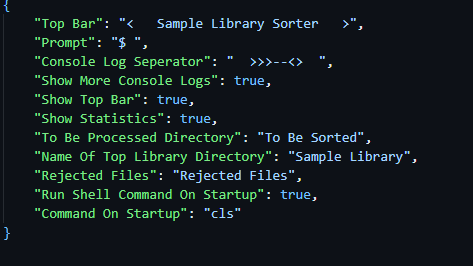 {
"Top Bar": "<   Sample Library Sorter   >",
"Prompt": "$ ",
"Console Log Seperator": "  >>>--<>  ",
"Show More Console Logs": true,
"Show Top Bar": true,
"Show Statistics": true,
"To Be Processed Directory": "To Be Sorted",
"Name Of Top Library Directory": "Sample Library",
"Rejected Files": "Rejected Files",
"Run Shell Command On Startup": true,
"Command On Startup": "cls"
}